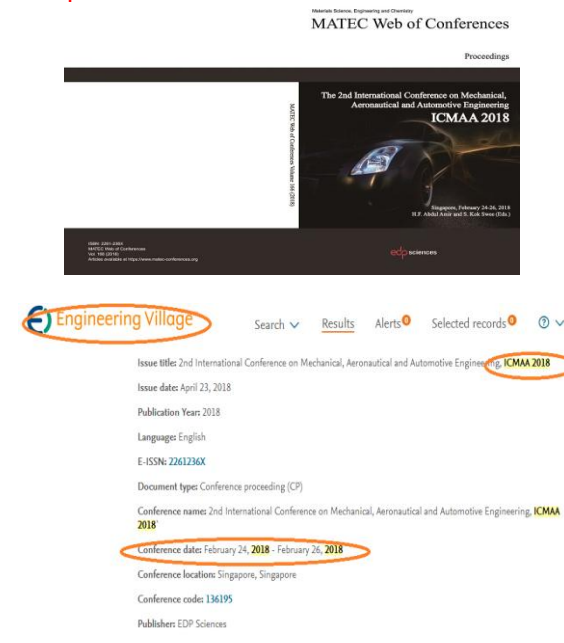 Materials Science, Engineering and Chemistry
MATEC Web of Conferences
Proceedings
MATEC Web of Conferences Volume 166 (2018)
The 2nd International Conference on Mechanical,
Aeronautical and Automotive Engineering
ICMAA 2018
Singapore, February 24-26, 2018
H.F. Abdul Amir and S. Kok Swee (Eds.)
MATEC Web of Conferences
Vol. 166 (2018)
Articles available at https://www.matec-conferences.org
edp sciences
Engineering Village
Search Results Alerts 0 Selected records 0 ?
Issue title: 2nd International Conference on Mechanical, Aeronautical and Automotive Engineering, ICMAA 2018
Issue date: April 23, 2018
Publication Year: 2018
Language: English
E-ISSN: 2261236X
Document type: Conference proceeding (CP)
Conference name: 2nd International Conference on Mechanical, Aeronautical and Automotive Engineering, ICMAA
2018`
Conference date: February 24, 2018 - February 26, 2018
Conference location: Singapore, Singapore
Conference code: 136195
Publisher: EDP Sciences